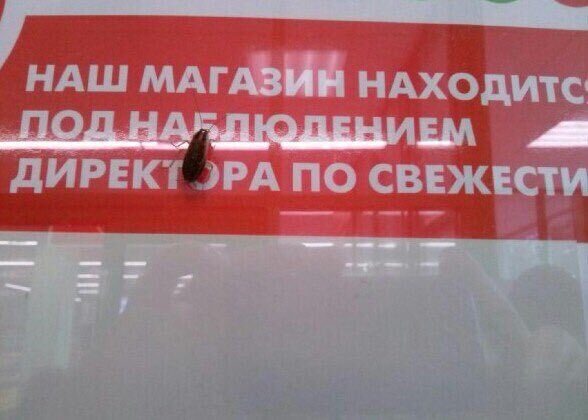 НАШ МАГАЗИН НАХОДИТС
ПОД НАБЛЮДЕНИЕМ
ДИРЕКТОРА ПО СВЕЖЕСТИ